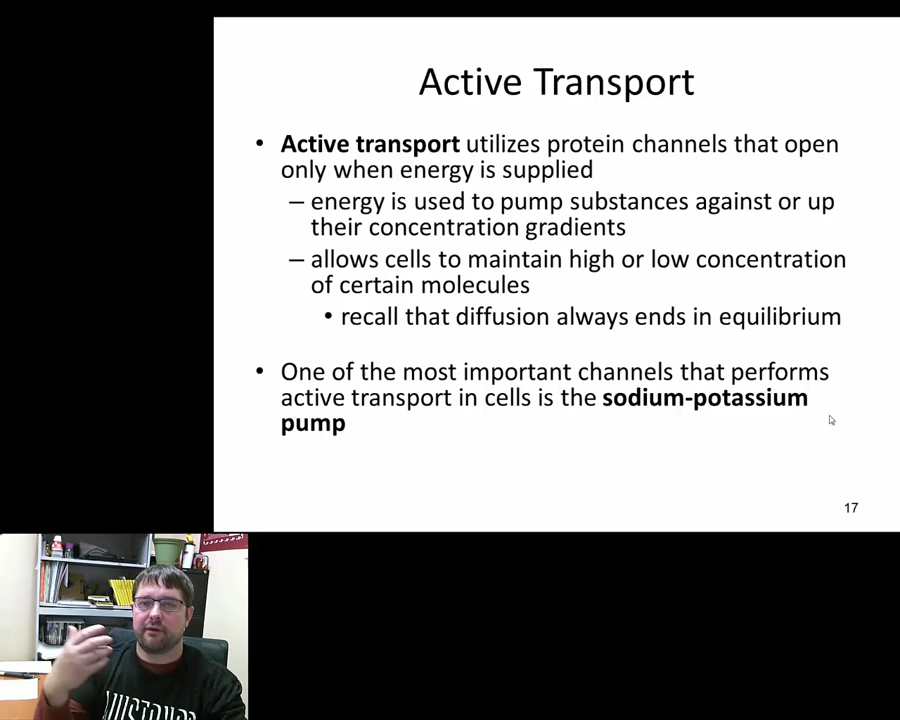 Active Transport
• Active transport utilizes protein channels that open
only when energy is supplied
– energy is used to pump substances against or up
their concentration gradients
– allows cells to maintain high or low concentration
of certain molecules
• recall that diffusion always ends in equilibrium
• One of the most important channels that performs
active transport in cells is the sodium-potassium
pump
17